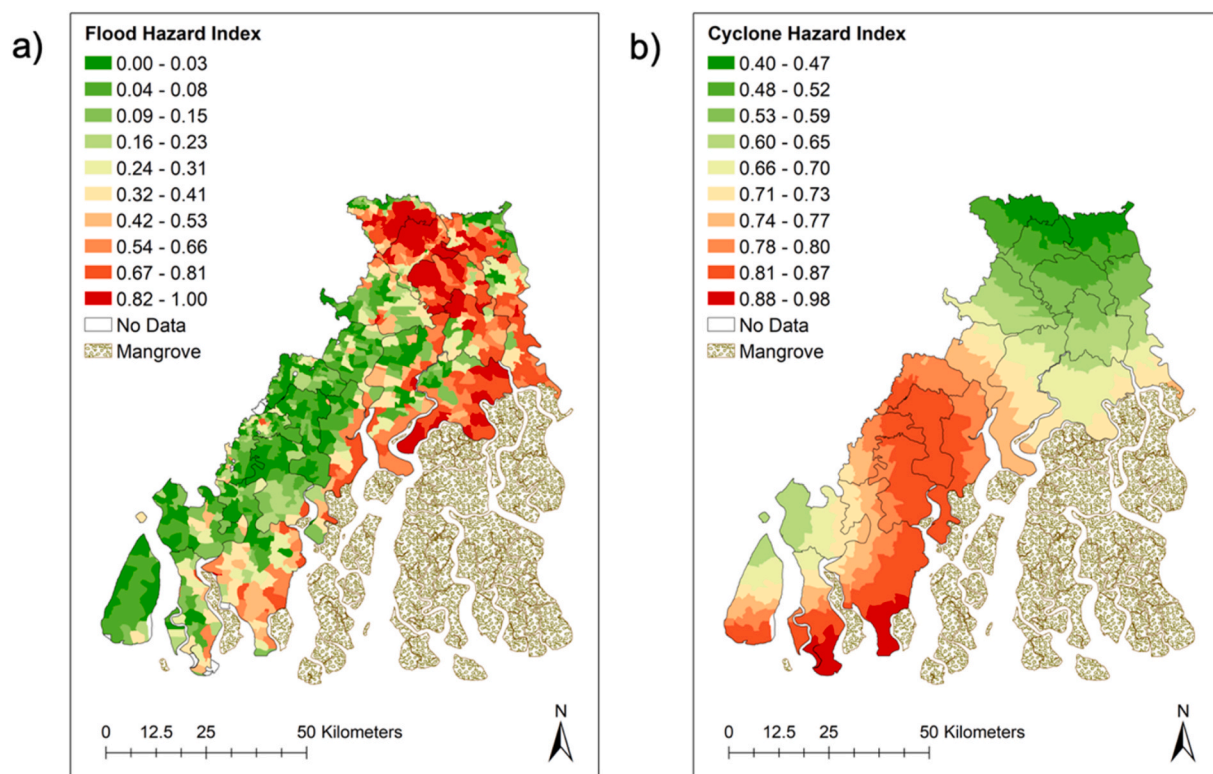 a)
Flood Hazard Index
0.00 - 0.03
0.04 - 0.08
0.09 - 0.15
0.16 - 0.23
0.24 - 0.31
0.32 - 0.41
0.42 - 0.53
0.54 - 0.66
0.67 - 0.81
0.82 - 1.00
No Data
Mangrove
0 12.5 25 50 Kilometers
N
b)
Cyclone Hazard Index
0.40 - 0.47
0.48 - 0.52
0.53 - 0.59
0.60 - 0.65
0.66 - 0.70
0.71 - 0.73
0.74 - 0.77
0.78 - 0.80
0.81 - 0.87
0.88 - 0.98
No Data
Mangrove
0 12.5 25 50 Kilometers
N